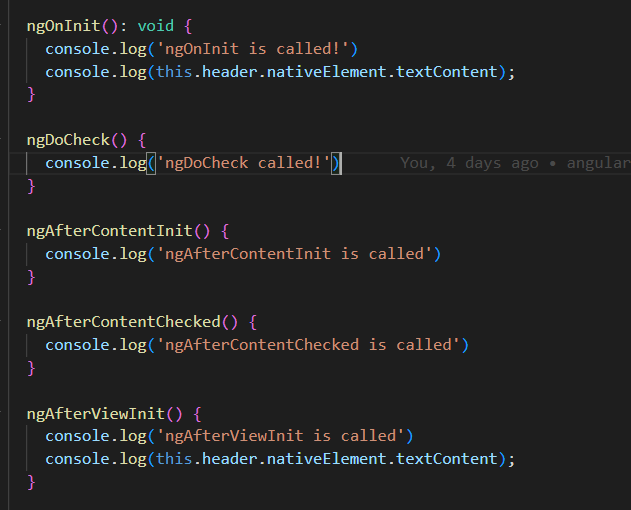 ngOnInit(): void {
console.log('ngOnInit is called!')
console.log(this.header.nativeElement.textContent);
}
ngDoCheck() {
console.log('ngDoCheck called!') You, 4 days ago • angular
}
ngAfterContentInit() {
console.log('ngAfterContentInit is called')
}
ngAfterContentChecked() {
console.log('ngAfterContentChecked is called')
}
ngAfterViewInit() {
console.log('ngAfterViewInit is called')
console.log(this.header.nativeElement.textContent);
}